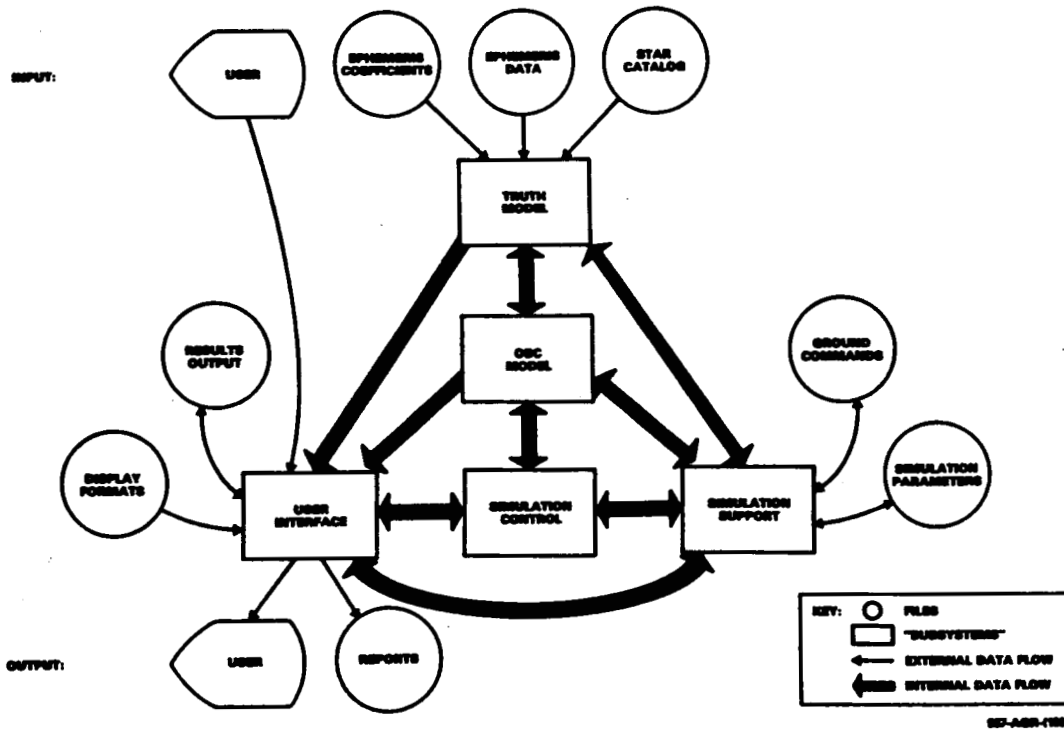 INPUT:
USER
EPHEMERIS
COEFFICIENTS
EPHEMERIS
DATA
STAR
CATALOG
TRUTH
MODEL
RESULTS
OUTPUT
OBC
MODEL
GROUND
COMMANDS
DISPLAY
FORMATS
USER
INTERFACE
SIMULATION
CONTROL
SIMULATION
SUPPORT
SIMULATION
PARAMETERS
OUTPUT:
USER
REPORTS
KEY:
FILES
"SUBSYSTEMS"
EXTERNAL DATA FLOW
INTERNAL DATA FLOW